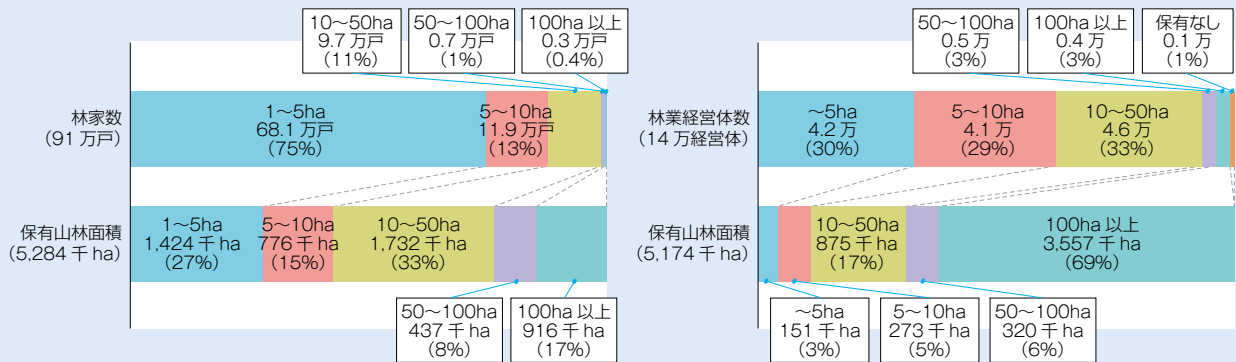 10〜50ha
9.7 万戸
(11%)
50〜100ha
0.7 万戸
(1%)
100ha 以上
0.3 万戸
(0.4%)
林家数
(91 万戸)
1〜5ha
68.1 万戸
(75%)
5〜10ha
11.9 万戸
(13%)
保有山林面積
(5,284 千 ha)
1〜5ha
1,424 千 ha
(27%)
5〜10ha
776 千 ha
(15%)
10〜50ha
1,732 千 ha
(33%)
50〜100ha
437 千 ha
(8%)
100ha 以上
916 千 ha
(17%)
50〜100ha
0.5 万
(3%)
100ha 以上
0.4 万
(3%)
保有なし
0.1 万
(1%)
林業経営体数
(14 万経営体)
〜5ha
4.2 万
(30%)
5〜10ha
4.1 万
(29%)
10〜50ha
4.6 万
(33%)
保有山林面積
(5,174 千 ha)
10〜50ha
875 千 ha
(17%)
100ha 以上
3,557 千 ha
(69%)
〜5ha
151 千 ha
(3%)
5〜10ha
273 千 ha
(5%)
50〜100ha
320 千 ha
(6%)